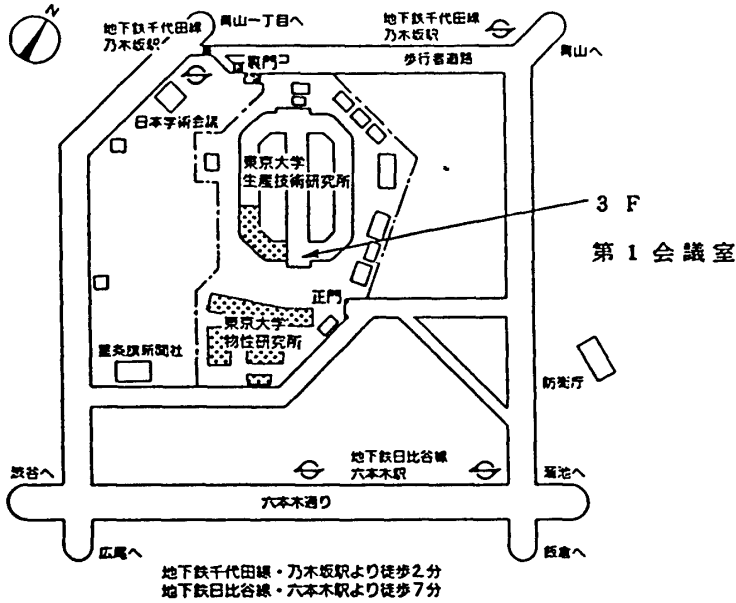 N
地下鉄千代田線
乃木坂駅
青山一丁目へ
地下鉄千代田線
乃木坂駅
青山へ
歩行者道路
裏門
日本学術会議
東京大学
生産技術研究所
3 F
第 1 会 議 室
正門
東京大学
物性研究所
星条旗新聞社
防衛庁
地下鉄日比谷線
六本木駅
渋谷へ
溜池へ
六本木通り
広尾へ
飯倉へ
地下鉄千代田線・乃木坂駅より徒歩2分
地下鉄日比谷線・六本木駅より徒歩7分